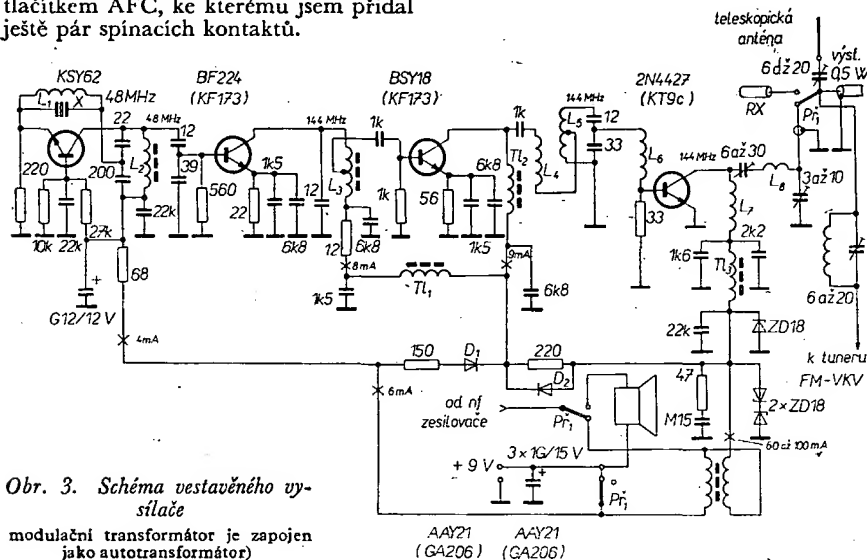 tlačítkem AFC, ke kterému jsem přidal
ještě pár spínacích kontaktů.
teleskopická
anténa
KSY62
BF224
(KF173)
BSY18
(KF173)
2N4427
(KT9c)
6 až 20
výst.
0,5 W
RX
Př1
L1
X
48MHz
22
48 MHz
12
L2
39
220
200
10k
22k
27k
22k
68
G12/12 V
4mA
560
22
1k5
6k8
144 MHz
12
L3
12
6k8
8mA
1k5
Tl1
1k
1k
56
1k5
6k8
Tl2
9mA
6k8
1k
L4
L5
144 MHz
12
33
L6
33
144 MHz
6 až 30
L7
L8
3 až 10
1k6
2k2
Tl3
22k
ZD18
6 až 20
k tuneru
FM-VKV
150
D1
220
D2
6mA
od nf
zesilovače
Př1
47
M15
2×ZD18
60 až 100 mA
+ 9 V
3×1G/15 V
Př1
AAY21
(GA206)
AAY21
(GA206)
Obr. 3. Schéma vestavěného vy-
sílače
modulační transformátor je zapojen
jako autotransformátor)